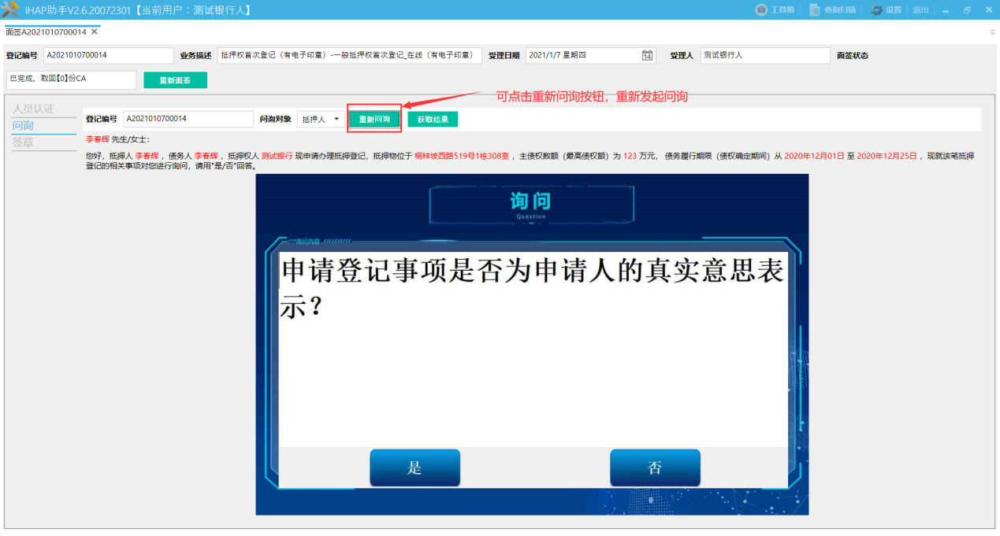 IHAP助手V2.6.20072301【当前用户：测试银行人】 工具箱 查询扫描 设置 退出
面签A2021010700014
登记编号 A2021010700014 业务描述 抵押权首次登记（有电子印章）-一般抵押权首次登记_在线（有电子印章） 受理日期 2021/1/7 星期四 14 受理人 测试银行人 面签状态
已完成，取回【0】份CA 重新面签
可点击重新问询按钮，重新发起问询
人员认证
问询
签章
登记编号 A2021010700014 问询对象 抵押人 重新问询 获取结果
李春辉 先生/女士：
您好，抵押人 李春辉 ，债务人 李春辉 ，抵押权人 测试银行 现申请办理抵押登记，抵押物位于 桐梓坡西路519号1栋308室 ，主债权数额（最高债权额）为 123 万元，债务履行期限（债权确定期间）从 2020年12月01日 至 2020年12月25日 ，现就该笔抵押
登记的相关事项对您进行询问，请用"是/否"回答。
询问
Question
***询问内容 //////////
申请登记事项是否为申请人的真实意思表
示？
是 否